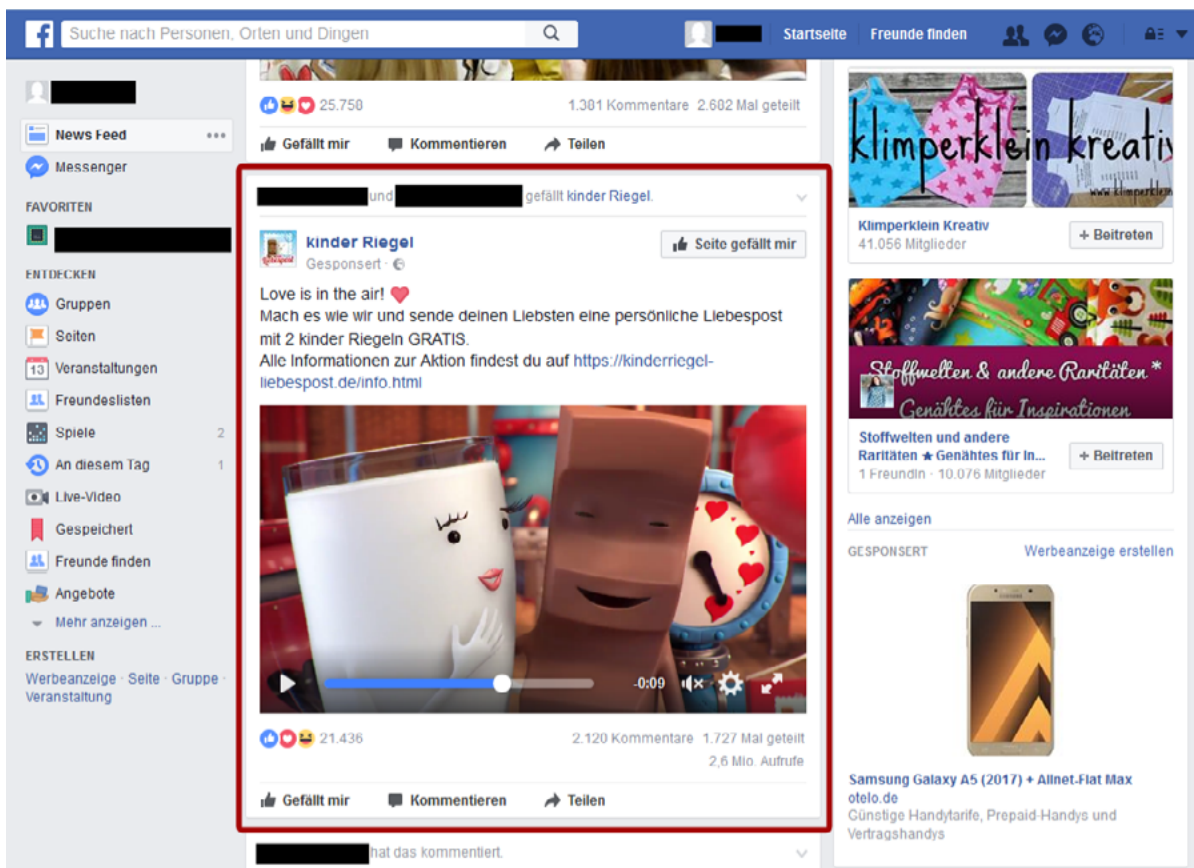 Suche nach Personen, Orten und Dingen
Startseite
Freunde finden
News Feed
Messenger
FAVORITEN
ENTDECKEN
Gruppen
Seiten
13 Veranstaltungen
Freundeslisten
Spiele 2
An diesem Tag 1
Live-Video
Gespeichert
Freunde finden
Angebote
Mehr anzeigen ...
ERSTELLEN
Werbeanzeige · Seite · Gruppe ·
Veranstaltung
25.750 1.301 Kommentare 2.602 Mal geteilt
Gefällt mir Kommentieren Teilen
und gefällt kinder Riegel.
kinder Riegel
Gesponsert ·
Seite gefällt mir
Love is in the air!
Mach es wie wir und sende deinen Liebsten eine persönliche Liebespost
mit 2 kinder Riegeln GRATIS.
Alle Informationen zur Aktion findest du auf https://kinderriegel-
liebespost.de/info.html
-0:09
21.436 2.120 Kommentare 1.727 Mal geteilt
2,6 Mio. Aufrufe
Gefällt mir Kommentieren Teilen
hat das kommentiert.
klimperklein kreativ
www.klimperklein
Klimperklein Kreativ
41.056 Mitglieder
+ Beitreten
Stoffwelten & andere Raritäten *
Genähtes für Inspirationen
Stoffwelten und andere
Raritäten ★ Genähtes für In...
1 Freundin · 10.076 Mitglieder
+ Beitreten
Alle anzeigen
GESPONSERT Werbeanzeige erstellen
Samsung Galaxy A5 (2017) + Allnet-Flat Max
otelo.de
Günstige Handytarife, Prepaid-Handys und
Vertragshandys